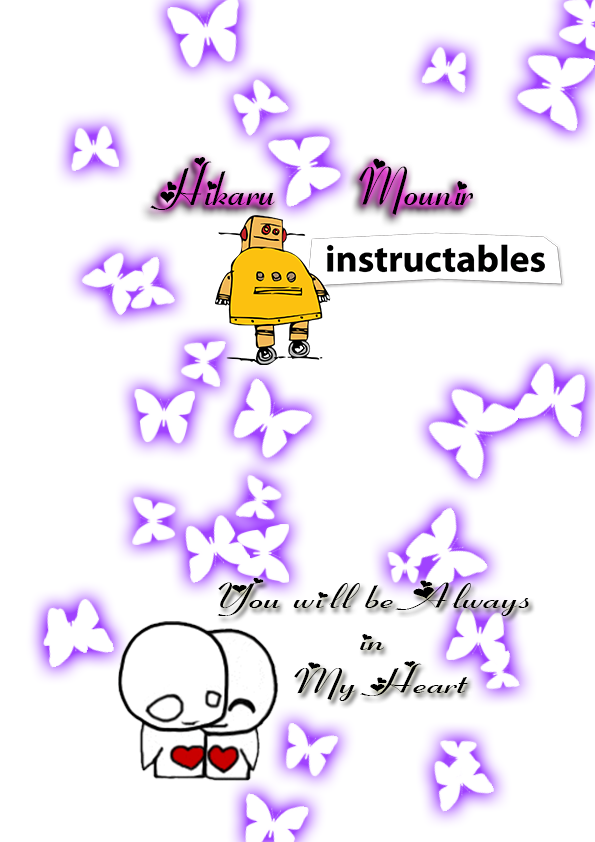 Hikaru Mounir
instructables
You will be Always
in
My Heart